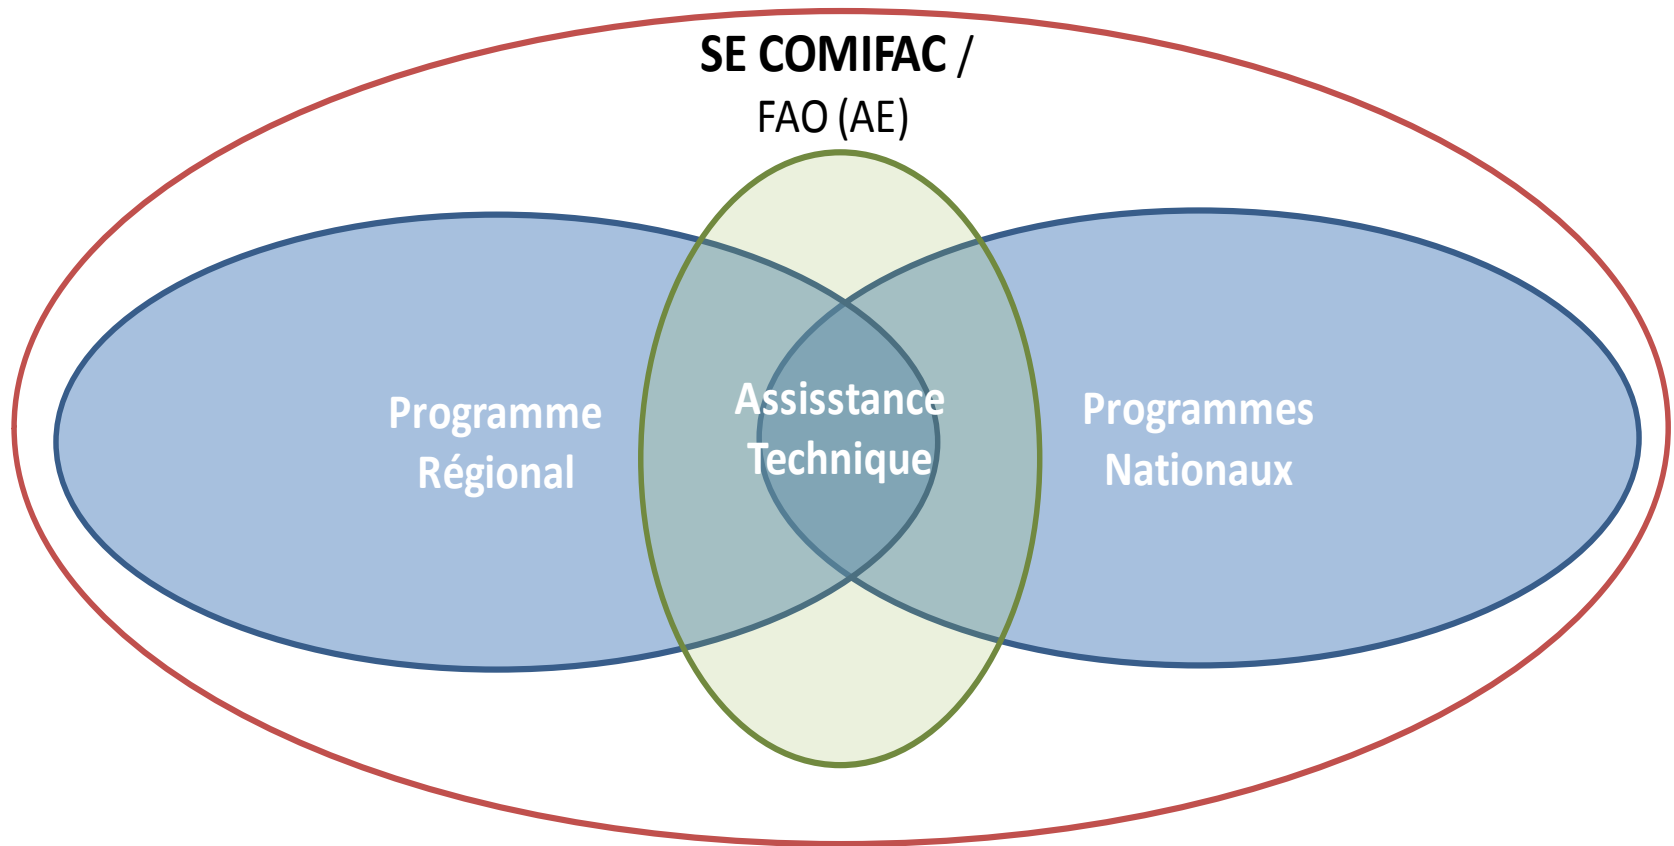 SE COMIFAC /
FAO (AE)
Programme
Régional
Assisstance
Technique
Programmes
Nationaux